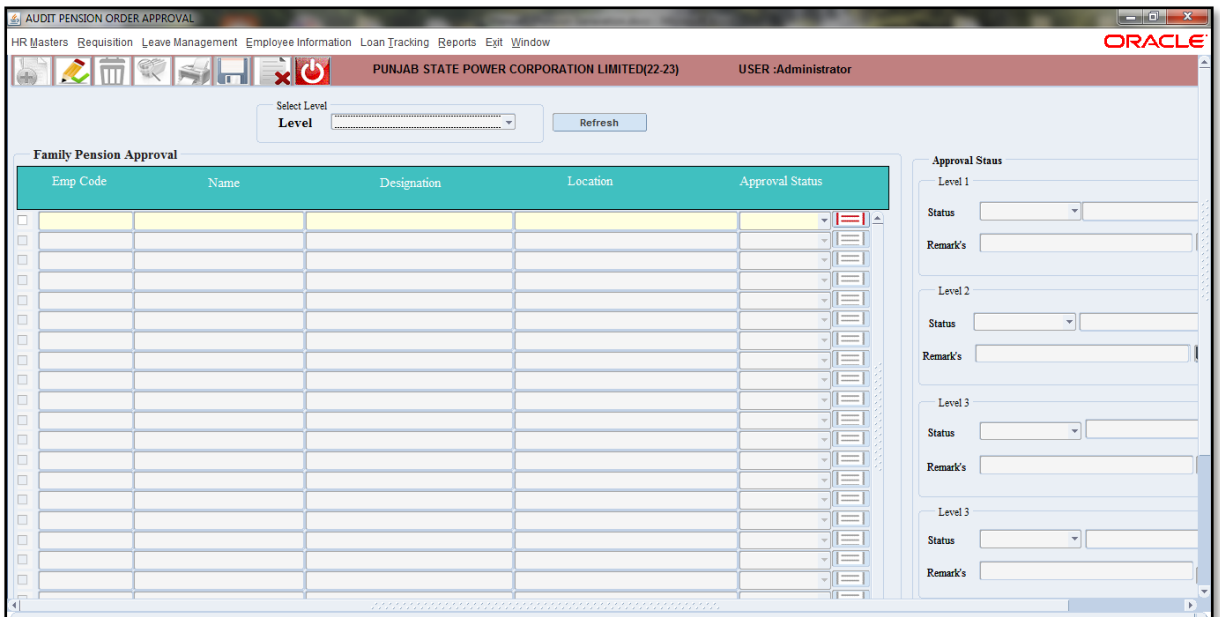 AUDIT PENSION ORDER APPROVAL
HR Masters Requisition Leave Management Employee Information Loan Tracking Reports Exit Window
ORACLE
PUNJAB STATE POWER CORPORATION LIMITED(22-23) USER :Administrator
Select Level
Level Refresh
Family Pension Approval
Emp Code Name Designation Location Approval Status
Approval Staus
Level 1
Status
Remark's
Level 2
Status
Remark's
Level 3
Status
Remark's
Level 3
Status
Remark's